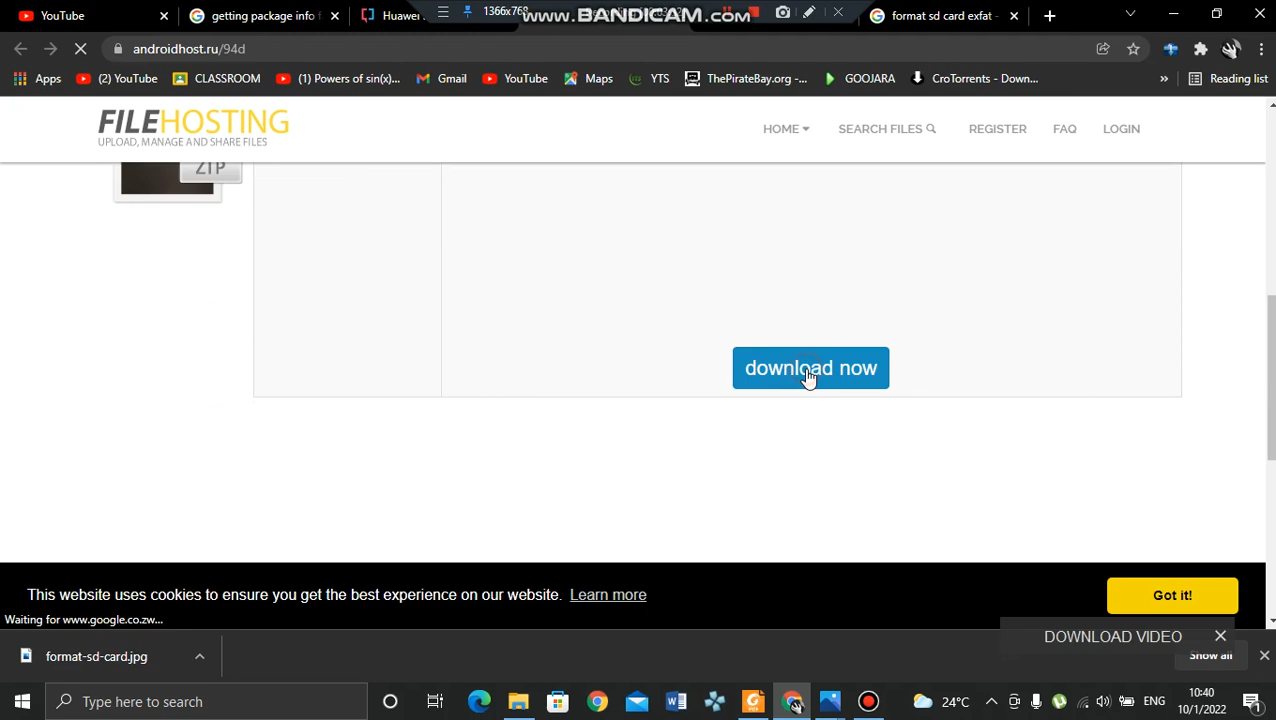 YouTube
getting package info f
Huawei
1366x768
www.BANDICAM.com
format sd card exfat - Google
androidhost.ru/94d
Apps
(2) YouTube
CLASSROOM
(1) Powers of sin(x)...
Gmail
YouTube
Maps
YTS
ThePirateBay.org -...
GOOJARA
CroTorrents - Down...
»
Reading list
FILEHOSTING
UPLOAD, MANAGE AND SHARE FILES
HOME
SEARCH FILES
REGISTER
FAQ
LOGIN
ZIP
download now
This website uses cookies to ensure you get the best experience on our website. Learn more
Got it!
Waiting for www.google.co.zw...
DOWNLOAD VIDEO
format-sd-card.jpg
Show all
Type here to search
24°C
ENG
10:40
10/1/2022
1